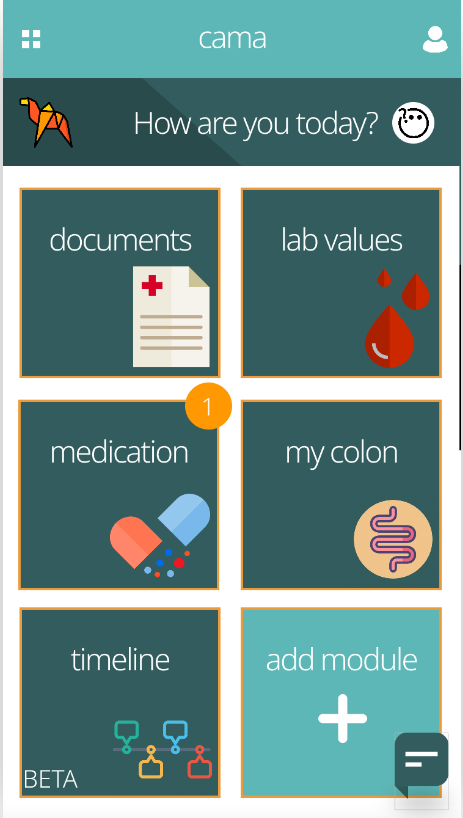 cama
How are you today?
documents
lab values
1
medication
my colon
timeline
add module
BETA